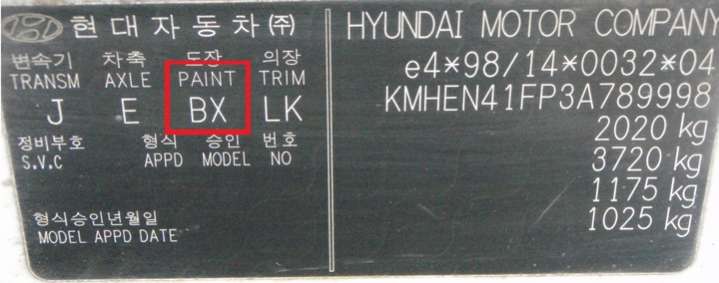 현대자동차㈜
변속기 차축 도장 의장
TRANSM AXLE PAINT TRIM
J E BX LK
정비부호 형식 승인 번호
S.V.C APPD MODEL NO
형식승인년월일
MODEL APPD DATE
HYUNDAI MOTOR COMPANY
e4*98/14*0032*04
KMHEN41FP3A789998
2020 kg
3720 kg
1175 kg
1025 kg